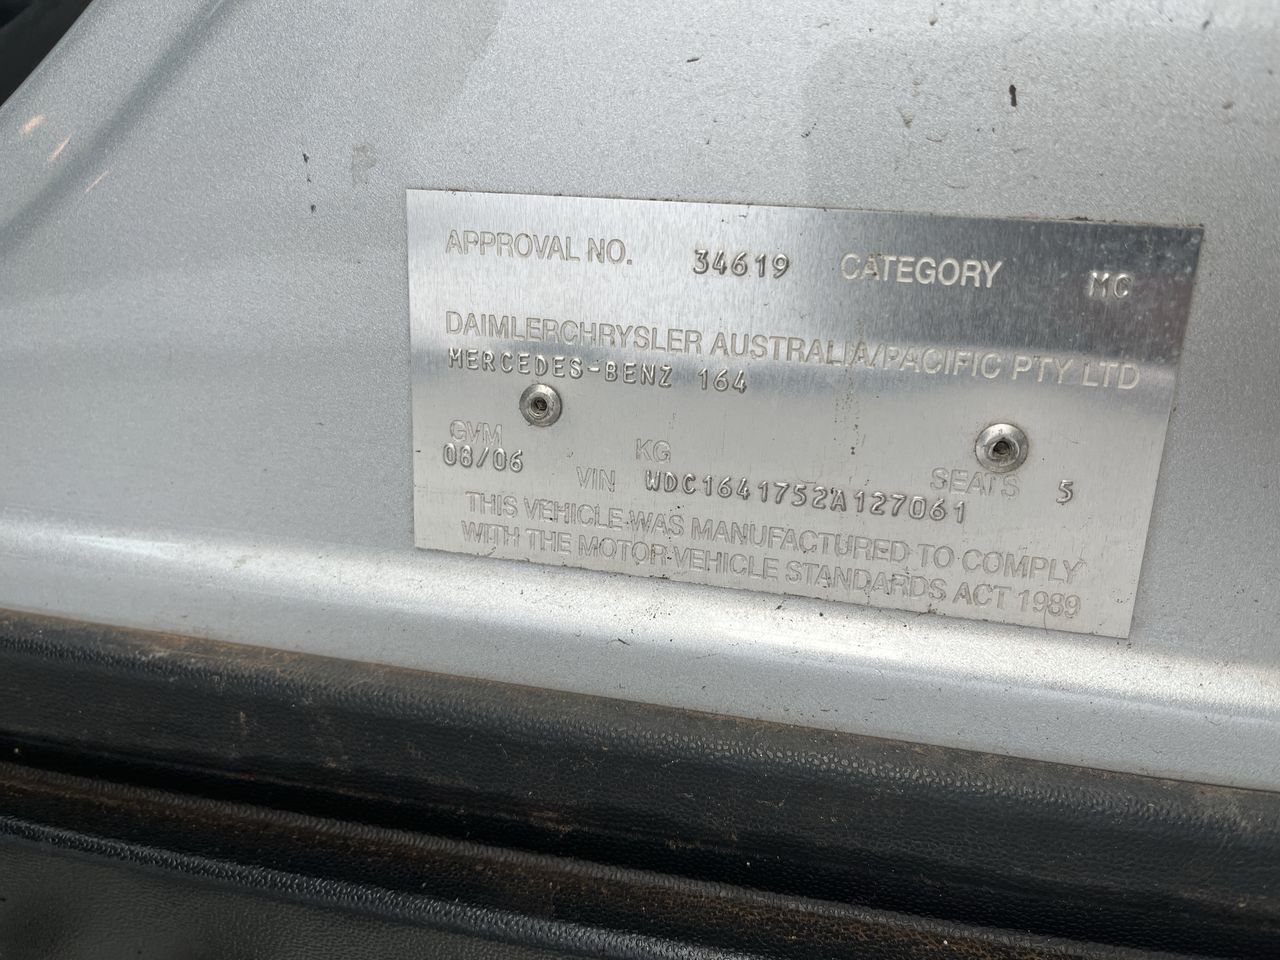 APPROVAL NO. 34619 CATEGORY MC
DAIMLERCHRYSLER AUSTRALIA/PACIFIC PTY LTD
MERCEDES-BENZ 164
GVM KG SEATS 5
08/06 VIN WDC1641752A127061
THIS VEHICLE WAS MANUFACTURED TO COMPLY
WITH THE MOTOR VEHICLE STANDARDS ACT 1989